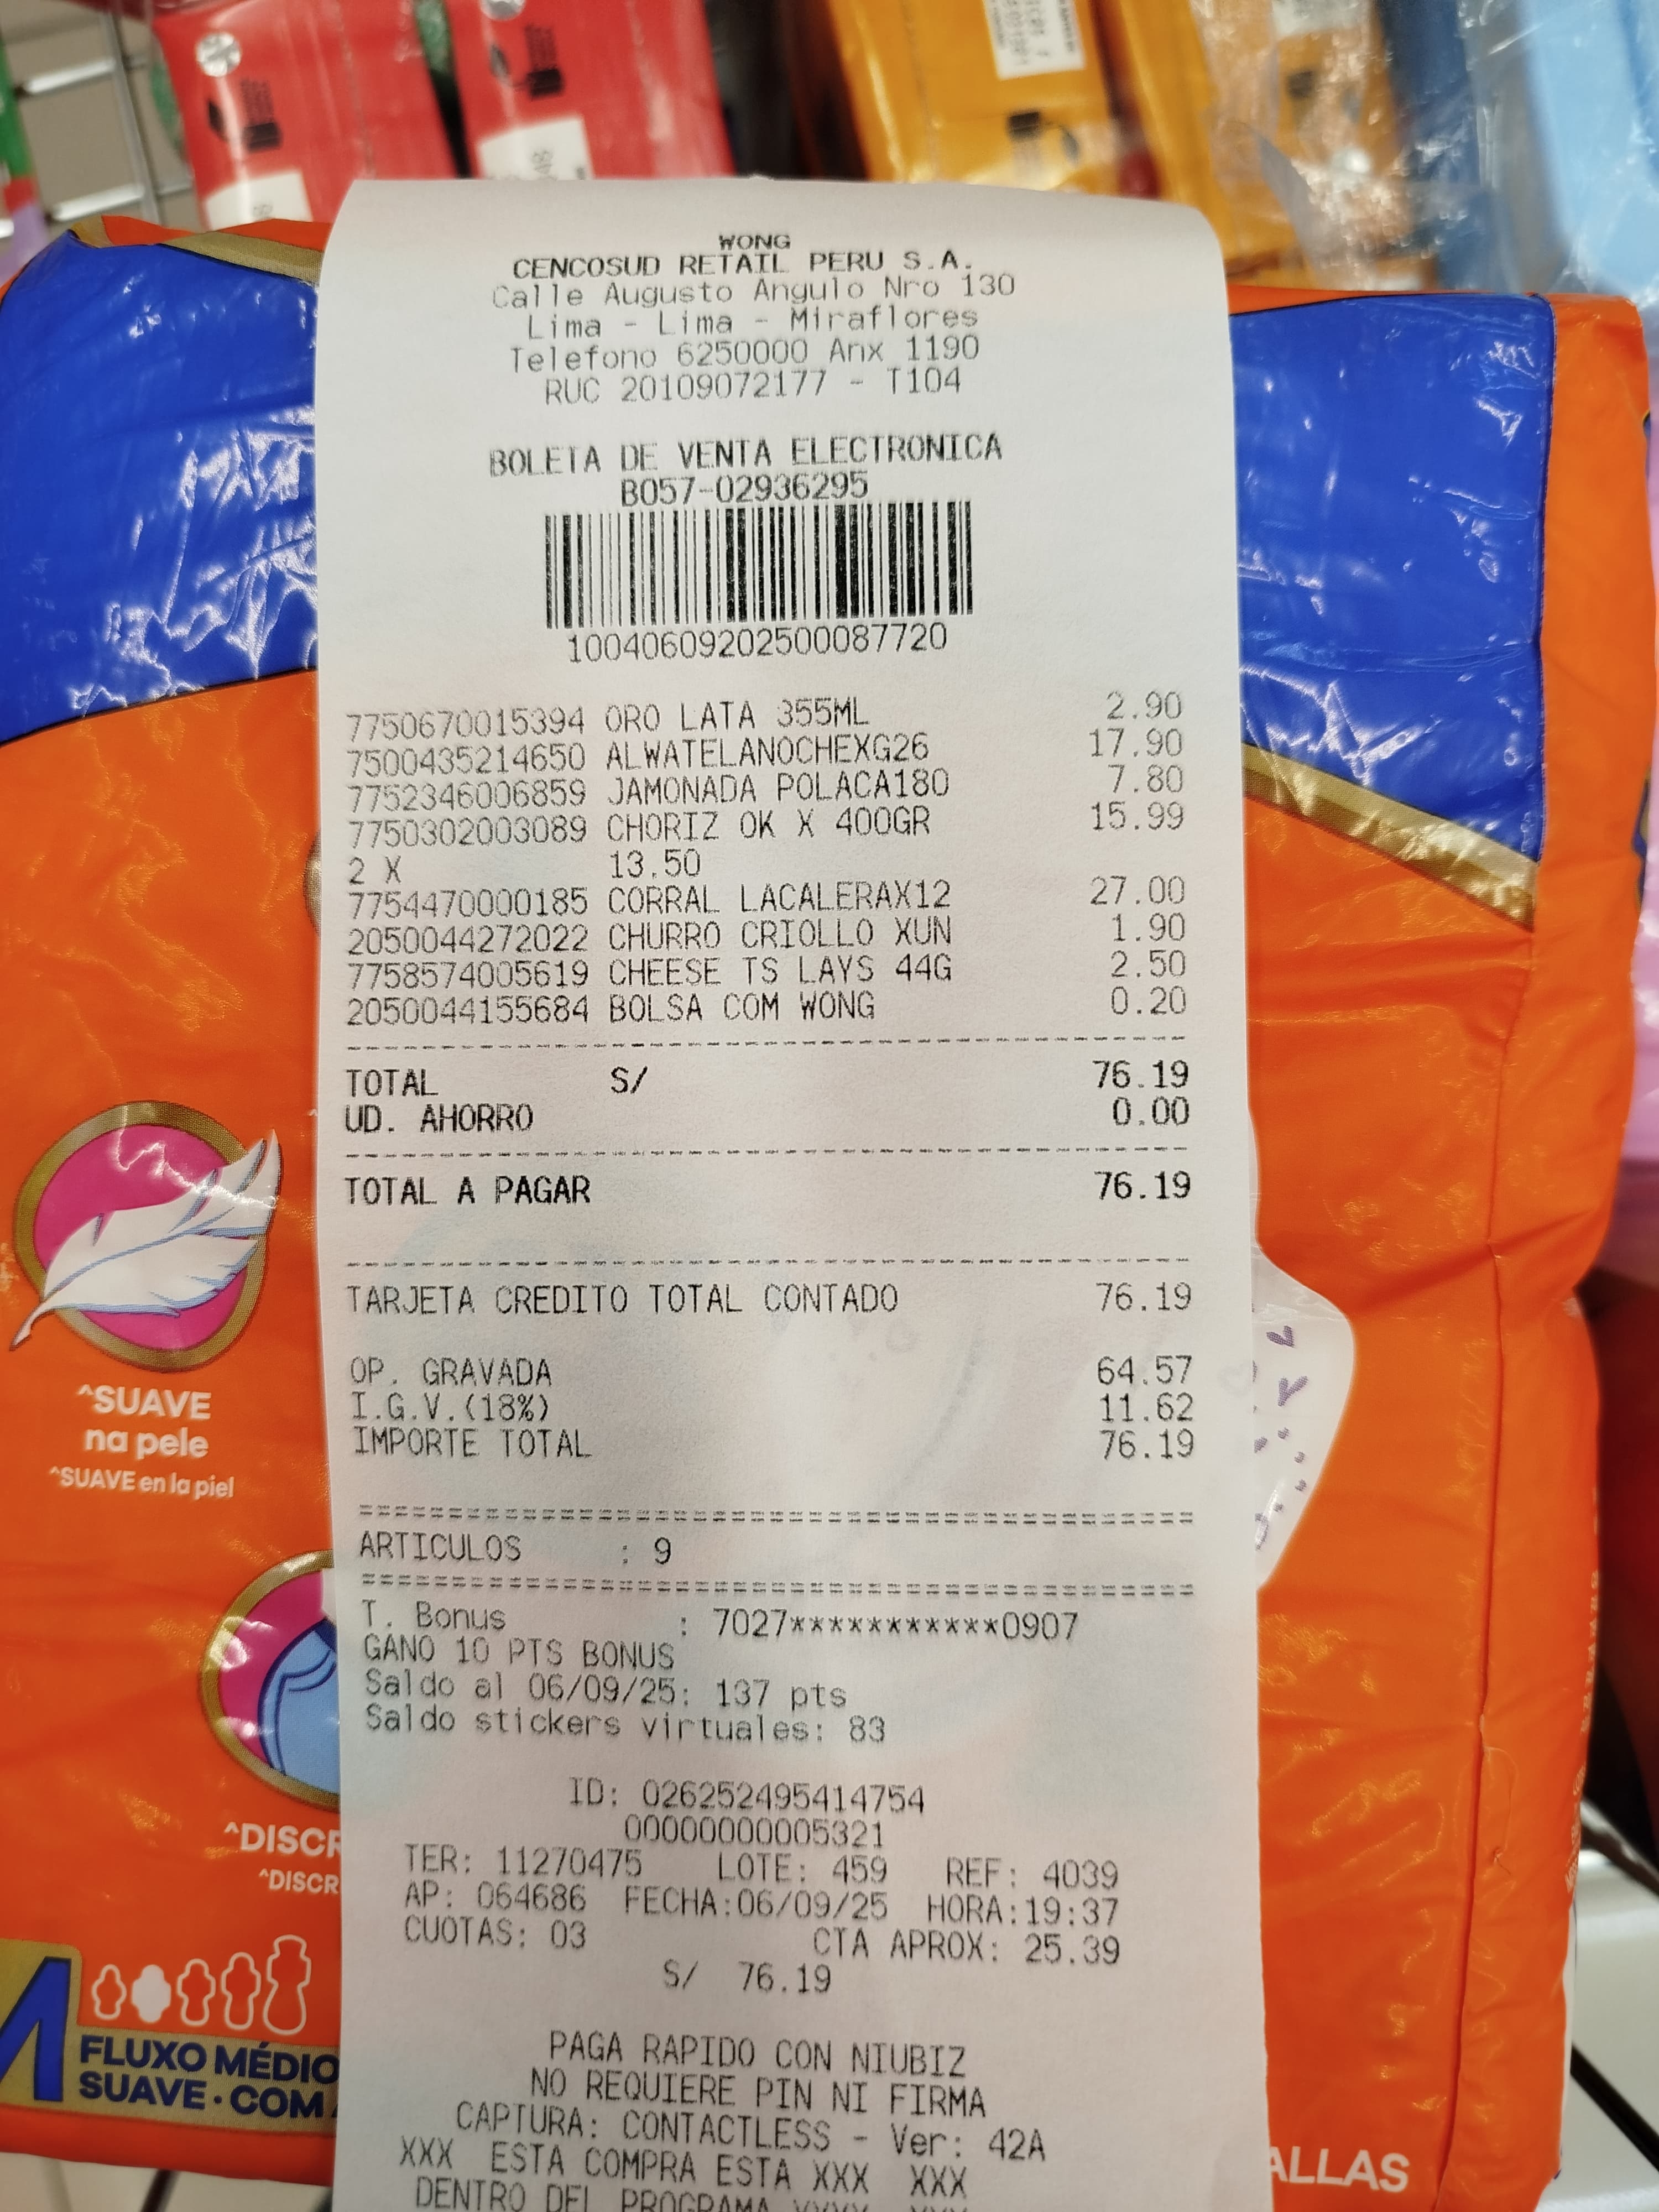 WONG
CENCOSUD RETAIL PERU S.A.
Calle Augusto Angulo Nro 130
Lima - Lima - Miraflores
Telefono 6250000 Anx 1190
RUC 20109072177 - T104
BOLETA DE VENTA ELECTRONICA
B057-02936295
10040609202500087720
7750670015394 ORO LATA 355ML 2.90
7500435214650 ALWATELANOCHEXG26 17.90
7752346006859 JAMONADA POLACA180 7.80
7750302003089 CHORIZ OK X 400GR 15.99
2 X 13.50
7754470000185 CORRAL LACALERAX12 27.00
2050044272022 CHURRO CRIOLLO XUN 1.90
7758574005619 CHEESE TS LAYS 44G 2.50
2050044155684 BOLSA COM WONG 0.20
TOTAL S/ 76.19
UD. AHORRO 0.00
TOTAL A PAGAR 76.19
TARJETA CREDITO TOTAL CONTADO 76.19
OP. GRAVADA 64.57
I.G.V.(18%) 11.62
IMPORTE TOTAL 76.19
ARTICULOS : 9
T. Bonus : 7027***********0907
GANO 10 PTS BONUS
Saldo al 06/09/25: 137 pts
Saldo stickers virtuales: 83
ID: 026252495414754
00000000005321
TER: 11270475 LOTE: 459 REF: 4039
AP: 064686 FECHA:06/09/25 HORA:19:37
CUOTAS: 03 CTA APROX: 25.39
S/ 76.19
PAGA RAPIDO CON NIUBIZ
NO REQUIERE PIN NI FIRMA
CAPTURA: CONTACTLESS - Ver: 42A
XXX ESTA COMPRA ESTA XXX XXX
DENTRO DEL PROGRAMA
^SUAVE
na pele
^SUAVE en la piel
^DISCR
^DISCR
FLUXO MÉDIO
SUAVE·COM
ALLAS